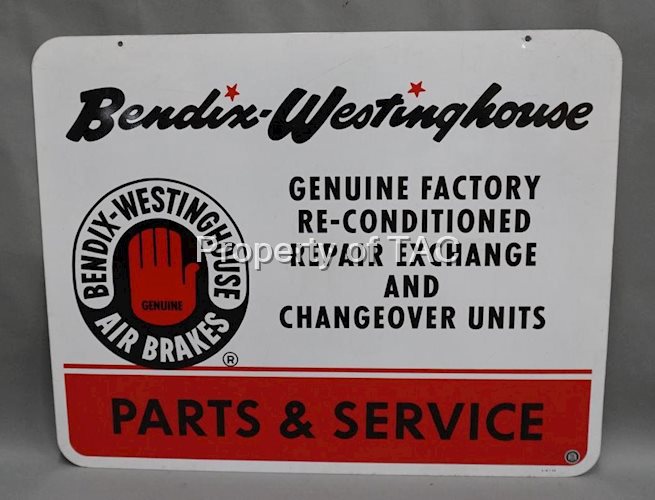 Bendix-Westinghouse
GENUINE FACTORY
RE-CONDITIONED
REPAIR EXCHANGE
AND
CHANGEOVER UNITS
BENDIX-WESTINGHOUSE
GENUINE
AIR BRAKES
®
Property of TAC
PARTS & SERVICE